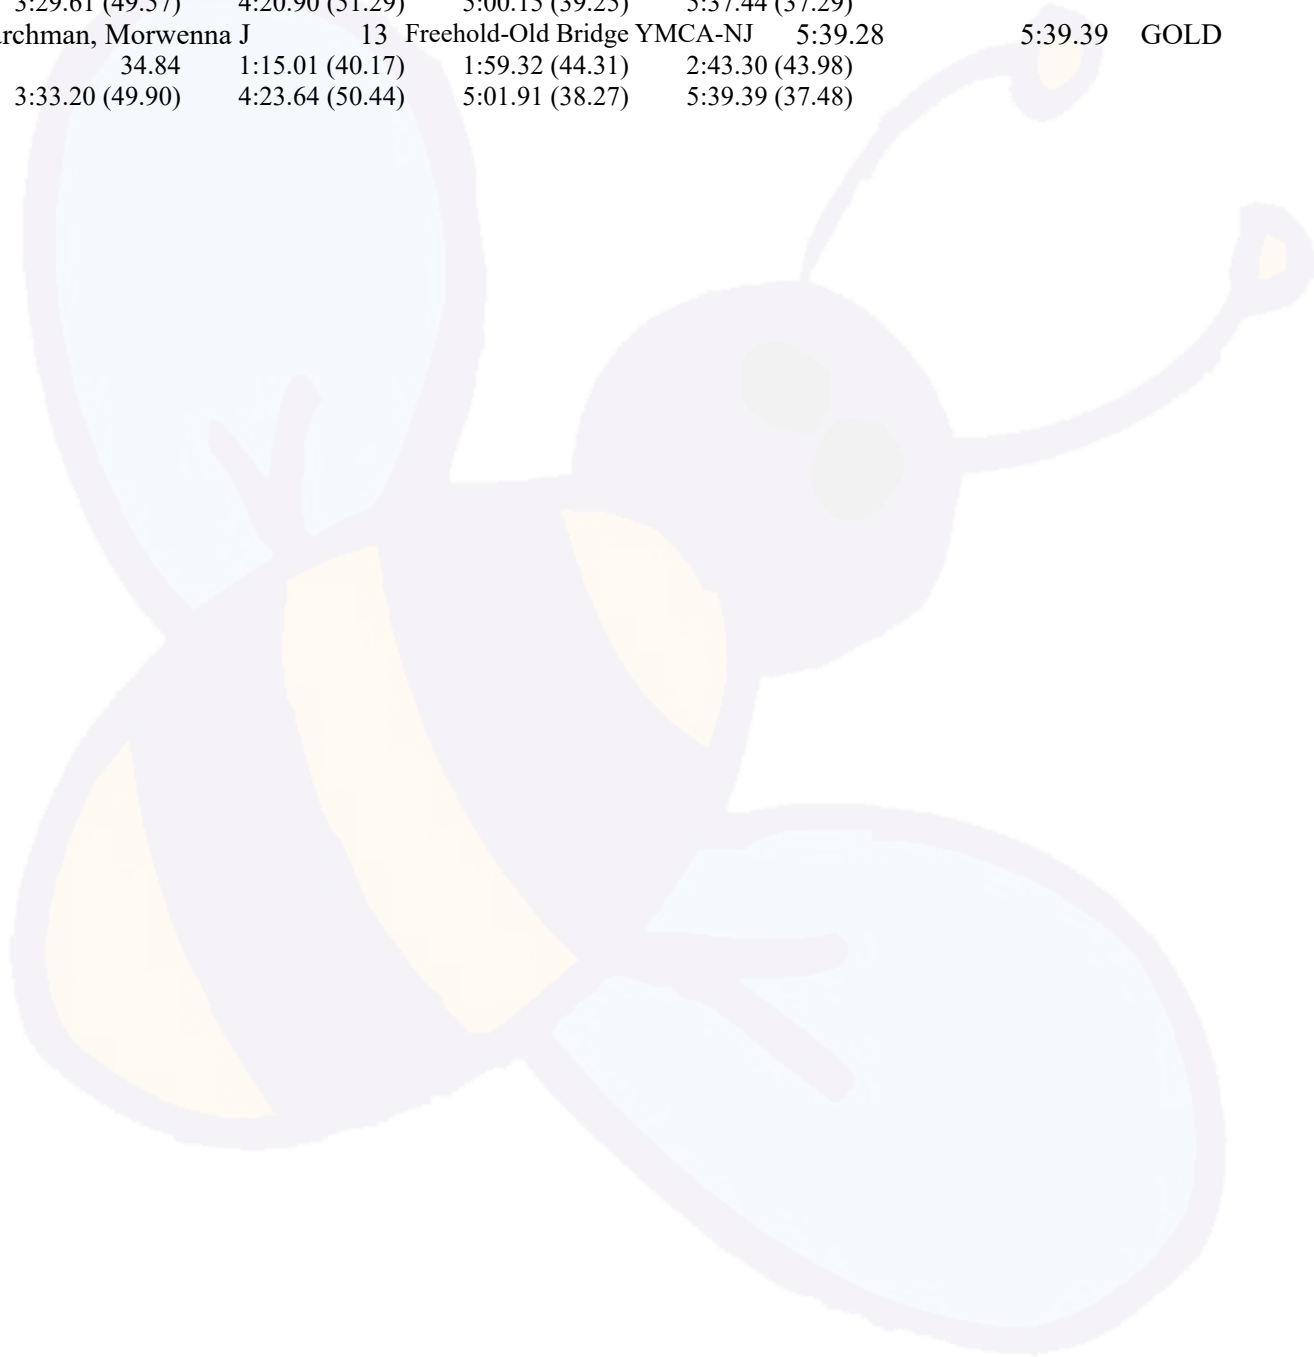 3:29.61 (49.57) 4:20.90 (51.29) 5:00.15 (39.25) 5:37.44 (37.29)
Morwenna J 13 Freehold-Old Bridge YMCA-NJ 5:39.28 5:39.39 GOLD
34.84 1:15.01 (40.17) 1:59.32 (44.31) 2:43.30 (43.98)
3:33.20 (49.90) 4:23.64 (50.44) 5:01.91 (38.27) 5:39.39 (37.48)